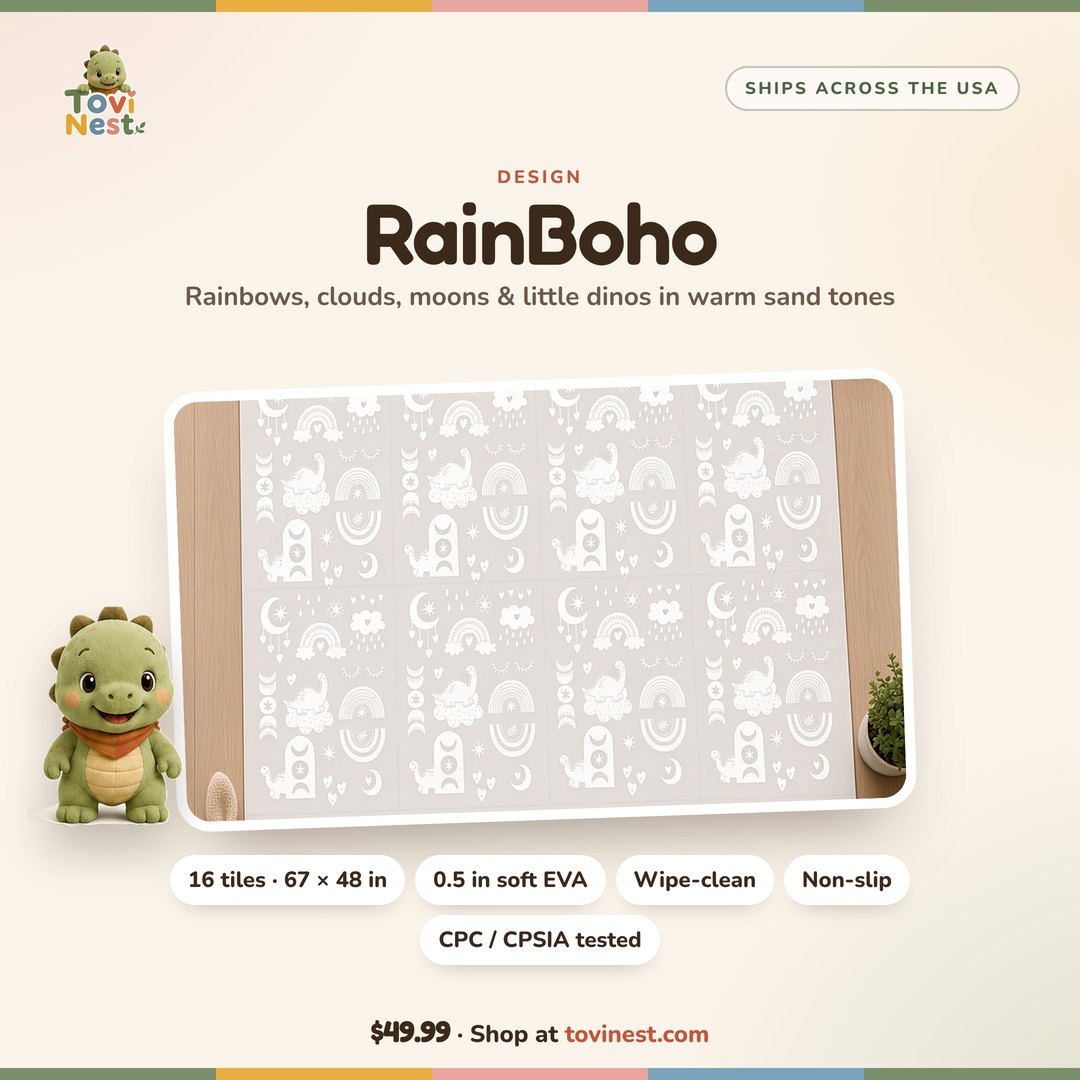 Tovi
Nest
SHIPS ACROSS THE USA
DESIGN
RainBoho
Rainbows, clouds, moons & little dinos in warm sand tones
16 tiles · 67 × 48 in
0.5 in soft EVA
Wipe-clean
Non-slip
CPC / CPSIA tested
$49.99 · Shop at tovinest.com